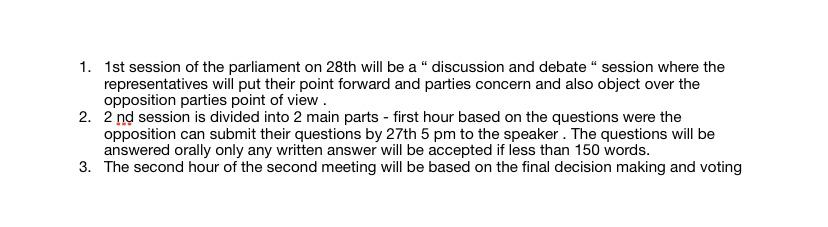 1. 1st session of the parliament on 28th will be a “ discussion and debate “ session where the
representatives will put their point forward and parties concern and also object over the
opposition parties point of view .
2. 2 nd session is divided into 2 main parts - first hour based on the questions were the
opposition can submit their questions by 27th 5 pm to the speaker . The questions will be
answered orally only any written answer will be accepted if less than 150 words.
3. The second hour of the second meeting will be based on the final decision making and voting